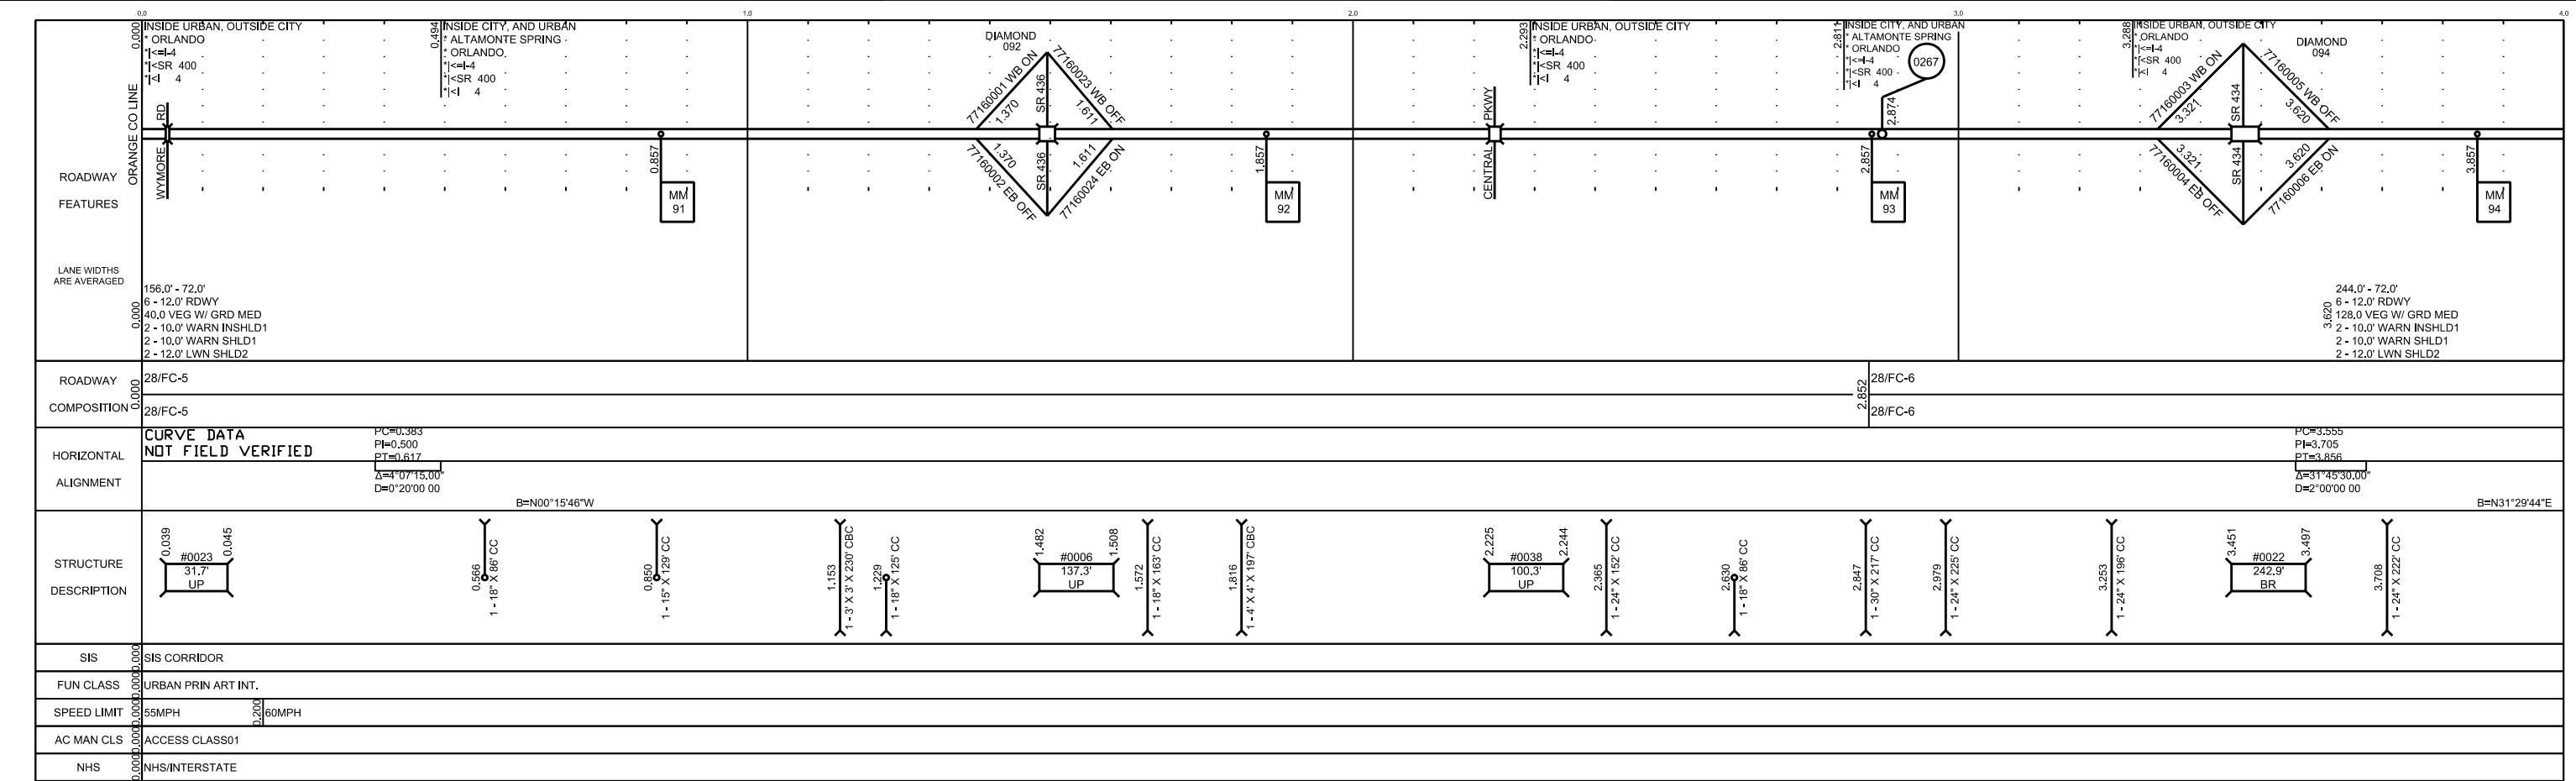 0.0
1.0
2.0
3.0
4.0
ROADWAY
FEATURES
LANE WIDTHS
ARE AVERAGED
ORANGE CO LINE
0.000
INSIDE URBAN, OUTSIDE CITY
* ORLANDO
*|<=I-4
*|<SR 400
*|<I 4
WYMORE RD
0.494
INSIDE CITY, AND URBAN
* ALTAMONTE SPRING
* ORLANDO
*|<=I-4
*|<SR 400
*|<I 4
0.857
MM
91
DIAMOND
092
77160001 WB ON
1.370
SR 436
77160023 WB OFF
1.611
77160002 EB OFF
1.370
SR 436
77160024 EB ON
1.611
1.857
MM
92
CENTRAL PKWY
2.293
INSIDE URBAN, OUTSIDE CITY
* ORLANDO
*|<=I-4
*|<SR 400
*|<I 4
2.811
INSIDE CITY, AND URBAN
* ALTAMONTE SPRING
* ORLANDO
*|<=I-4
*|<SR 400
*|<I 4
0267
2.874
2.857
MM
93
3.288
INSIDE URBAN, OUTSIDE CITY
* ORLANDO
*|<=I-4
*|<SR 400
*|<I 4
DIAMOND
094
77160003 WB ON
3.321
SR 434
77160005 WB OFF
3.620
77160004 EB OFF
3.321
SR 434
77160006 EB ON
3.620
3.857
MM
94
0.000
156.0' - 72.0'
6 - 12.0' RDWY
40.0 VEG W/ GRD MED
2 - 10.0' WARN INSHLD1
2 - 10.0' WARN SHLD1
2 - 12.0' LWN SHLD2
3.620
244.0' - 72.0'
6 - 12.0' RDWY
128.0 VEG W/ GRD MED
2 - 10.0' WARN INSHLD1
2 - 10.0' WARN SHLD1
2 - 12.0' LWN SHLD2
ROADWAY
COMPOSITION
0.000
28/FC-5
28/FC-5
2.852
28/FC-6
28/FC-6
HORIZONTAL
ALIGNMENT
CURVE DATA
NOT FIELD VERIFIED
PC=0.383
PI=0.500
PT=0.617
Δ=4°07'15.00"
D=0°20'00 00
B=N00°15'46"W
PC=3.555
PI=3.705
PT=3.856
Δ=31°45'30.00"
D=2°00'00 00
B=N31°29'44"E
STRUCTURE
DESCRIPTION
0.039
0.045
#0023
31.7'
UP
0.566
1 - 18" X 86' CC
0.850
1 - 15" X 129' CC
1.153
1 - 3' X 3' X 230' CBC
1.229
1 - 18" X 125' CC
1.482
1.508
#0006
137.3'
UP
1.572
1 - 18" X 163' CC
1.816
1 - 4' X 4' X 197' CBC
2.225
2.244
#0038
100.3'
UP
2.365
1 - 24" X 152' CC
2.630
1 - 18" X 86' CC
2.847
1 - 30" X 217' CC
2.979
1 - 24" X 225' CC
3.253
1 - 24" X 196' CC
3.451
3.497
#0022
242.9'
BR
3.708
1 - 24" X 222' CC
SIS
0.000
SIS CORRIDOR
FUN CLASS
0.000
URBAN PRIN ART INT.
SPEED LIMIT
0.000
55MPH
0.200
60MPH
AC MAN CLS
0.000
ACCESS CLASS01
NHS
0.000
NHS/INTERSTATE